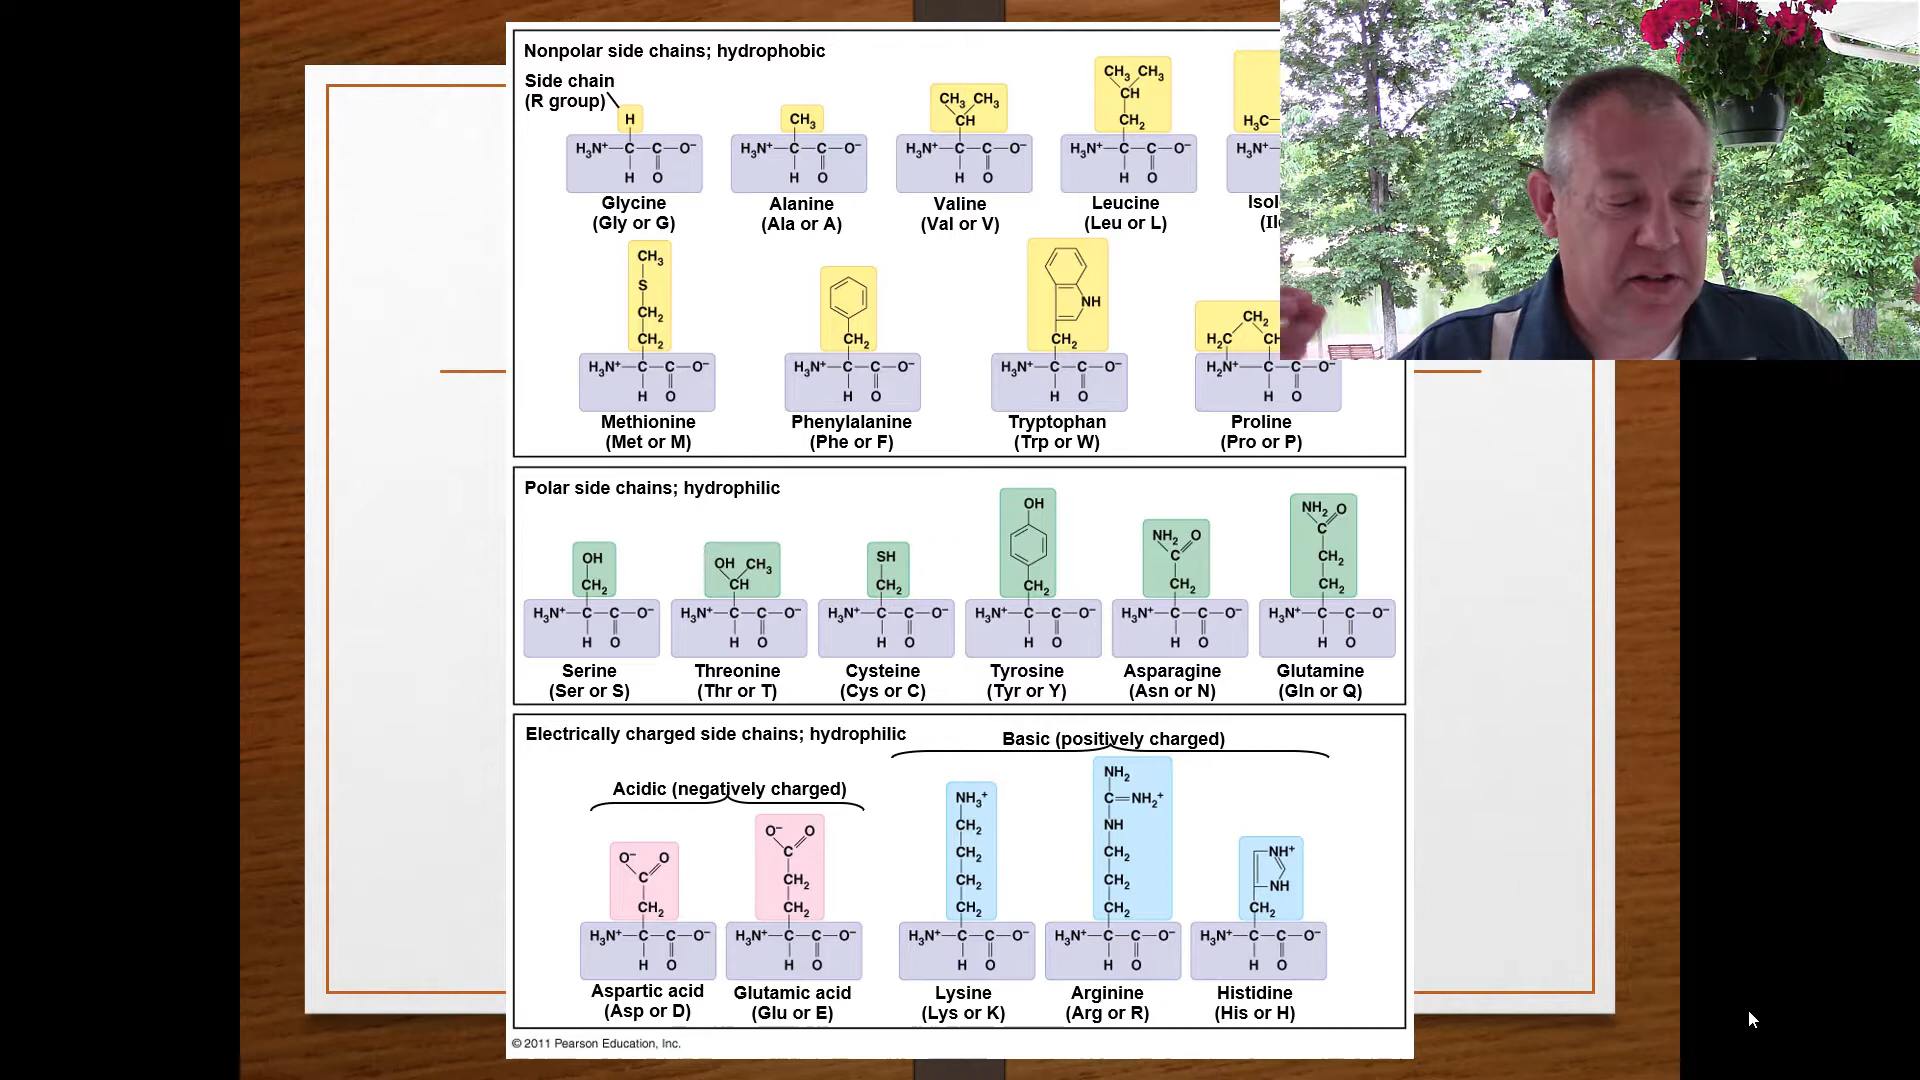 Nonpolar side chains; hydrophobic
Side chain
(R group)
H
CH₃
CH₃ CH₃
CH
CH₃ CH₃
CH
CH₂
H₃C
H₃N⁺ C C O⁻
H O
H₃N⁺ C C O⁻
H O
H₃N⁺ C C O⁻
H O
H₃N⁺ C C O⁻
H O
H₃N⁺
Glycine
(Gly or G)
Alanine
(Ala or A)
Valine
(Val or V)
Leucine
(Leu or L)
CH₃
S
CH₂
CH₂
CH₂
NH
CH₂
CH₂
H₂C
H₃N⁺ C C O⁻
H O
H₃N⁺ C C O⁻
H O
H₃N⁺ C C O⁻
H O
H₂N⁺ C C O⁻
H O
Methionine
(Met or M)
Phenylalanine
(Phe or F)
Tryptophan
(Trp or W)
Proline
(Pro or P)
Polar side chains; hydrophilic
OH
CH₂
OH CH₃
CH
SH
CH₂
OH
CH₂
NH₂ O
C
CH₂
NH₂ O
C
CH₂
CH₂
H₃N⁺ C C O⁻
H O
H₃N⁺ C C O⁻
H O
H₃N⁺ C C O⁻
H O
H₃N⁺ C C O⁻
H O
H₃N⁺ C C O⁻
H O
H₃N⁺ C C O⁻
H O
Serine
(Ser or S)
Threonine
(Thr or T)
Cysteine
(Cys or C)
Tyrosine
(Tyr or Y)
Asparagine
(Asn or N)
Glutamine
(Gln or Q)
Electrically charged side chains; hydrophilic
Basic (positively charged)
Acidic (negatively charged)
O⁻ O
C
CH₂
O⁻ O
C
CH₂
CH₂
NH₃⁺
CH₂
CH₂
CH₂
CH₂
NH₂
C NH₂⁺
NH
CH₂
CH₂
CH₂
NH⁺
NH
CH₂
H₃N⁺ C C O⁻
H O
H₃N⁺ C C O⁻
H O
H₃N⁺ C C O⁻
H O
H₃N⁺ C C O⁻
H O
H₃N⁺ C C O⁻
H O
Aspartic acid
(Asp or D)
Glutamic acid
(Glu or E)
Lysine
(Lys or K)
Arginine
(Arg or R)
Histidine
(His or H)
© 2011 Pearson Education, Inc.